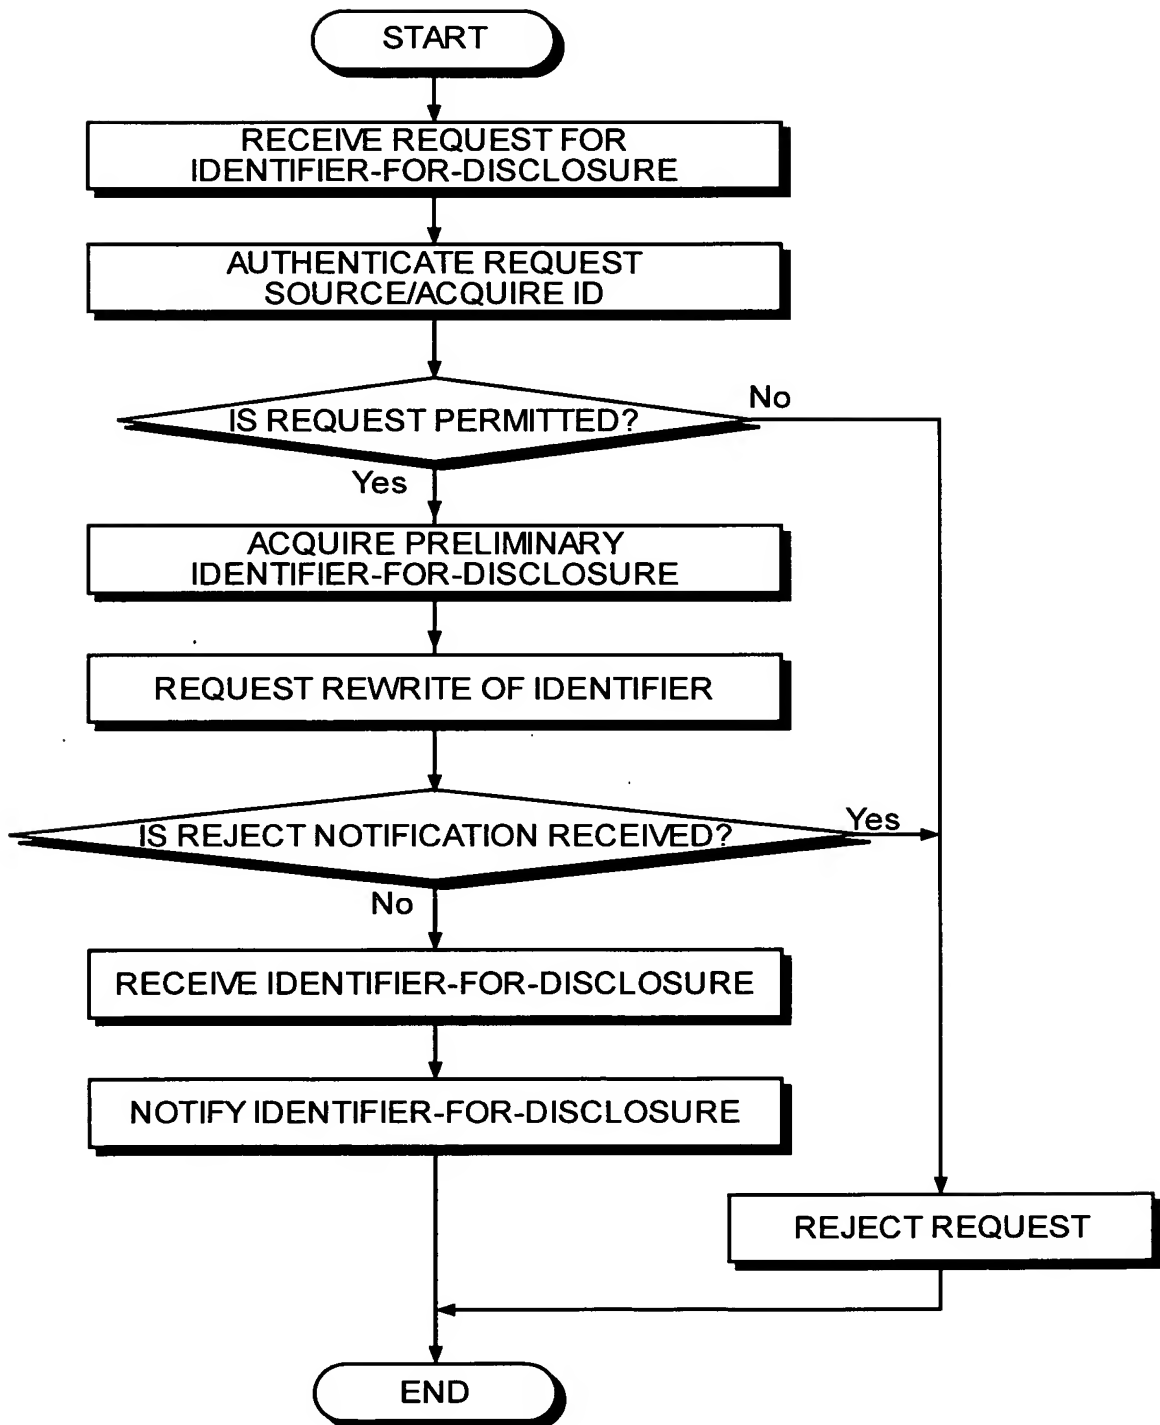 START
RECEIVE REQUEST FOR
IDENTIFIER-FOR-DISCLOSURE
AUTHENTICATE REQUEST
SOURCE/ACQUIRE ID
IS REQUEST PERMITTED?
No
Yes
ACQUIRE PRELIMINARY
IDENTIFIER-FOR-DISCLOSURE
REQUEST REWRITE OF IDENTIFIER
IS REJECT NOTIFICATION RECEIVED?
Yes
No
RECEIVE IDENTIFIER-FOR-DISCLOSURE
NOTIFY IDENTIFIER-FOR-DISCLOSURE
REJECT REQUEST
END